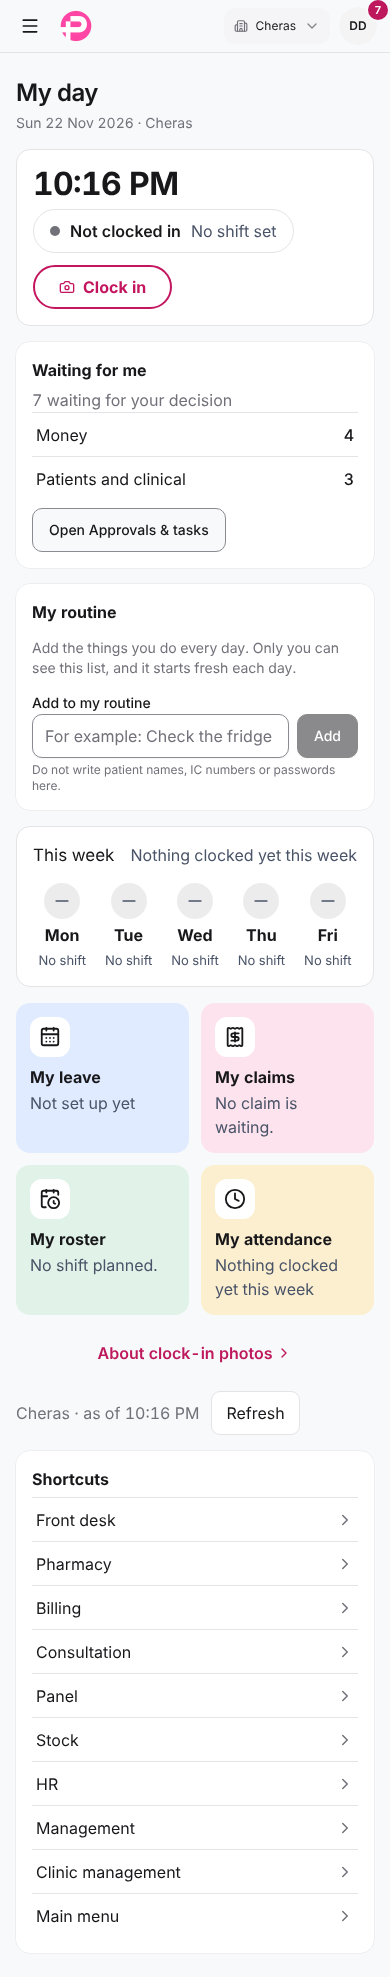 Cheras
DD
7
My day
Sun 22 Nov 2026 · Cheras
10:16 PM
Not clocked in No shift set
Clock in
Waiting for me
7 waiting for your decision
Money 4
Patients and clinical 3
Open Approvals & tasks
My routine
Add the things you do every day. Only you can
see this list, and it starts fresh each day.
Add to my routine
For example: Check the fridge
Add
Do not write patient names, IC numbers or passwords
here.
This week Nothing clocked yet this week
Mon Tue Wed Thu Fri
No shift No shift No shift No shift No shift
My leave
Not set up yet
My claims
No claim is
waiting.
My roster
No shift planned.
My attendance
Nothing clocked
yet this week
About clock-in photos
Cheras · as of 10:16 PM
Refresh
Shortcuts
Front desk
Pharmacy
Billing
Consultation
Panel
Stock
HR
Management
Clinic management
Main menu